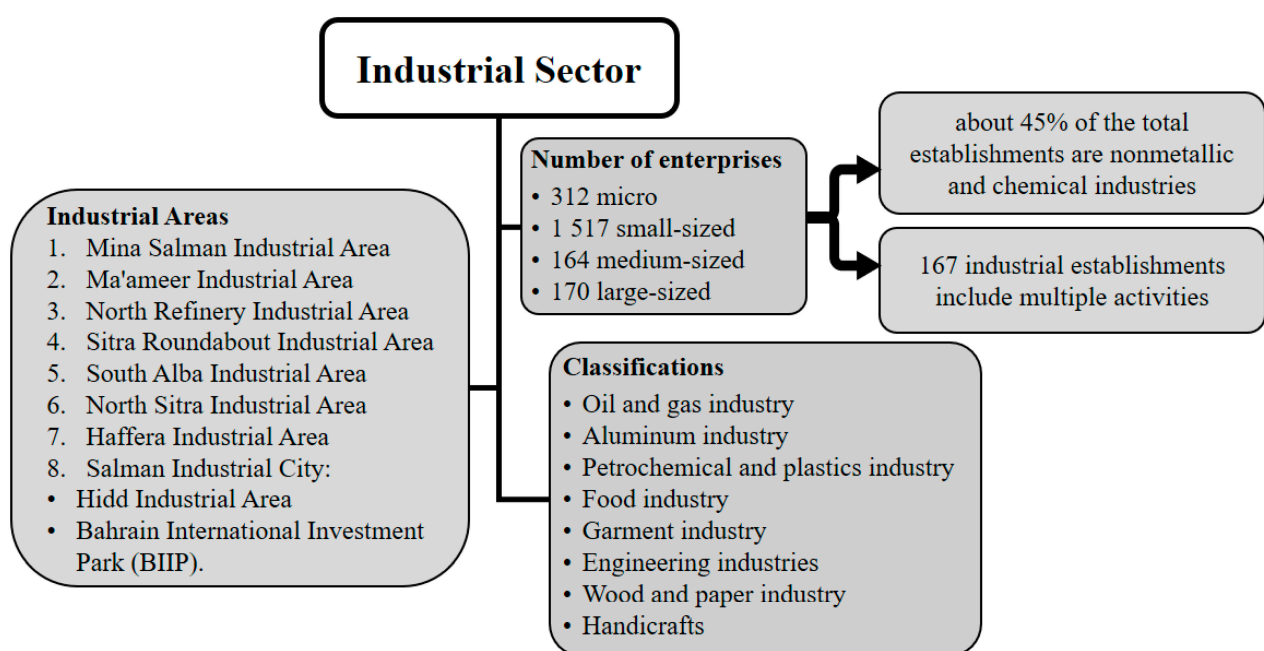 Industrial Sector
Industrial Areas
1. Mina Salman Industrial Area
2. Ma'ameer Industrial Area
3. North Refinery Industrial Area
4. Sitra Roundabout Industrial Area
5. South Alba Industrial Area
6. North Sitra Industrial Area
7. Haffera Industrial Area
8. Salman Industrial City:
• Hidd Industrial Area
• Bahrain International Investment
Park (BIIP).
Number of enterprises
• 312 micro
• 1 517 small-sized
• 164 medium-sized
• 170 large-sized
about 45% of the total
establishments are nonmetallic
and chemical industries
167 industrial establishments
include multiple activities
Classifications
• Oil and gas industry
• Aluminum industry
• Petrochemical and plastics industry
• Food industry
• Garment industry
• Engineering industries
• Wood and paper industry
• Handicrafts